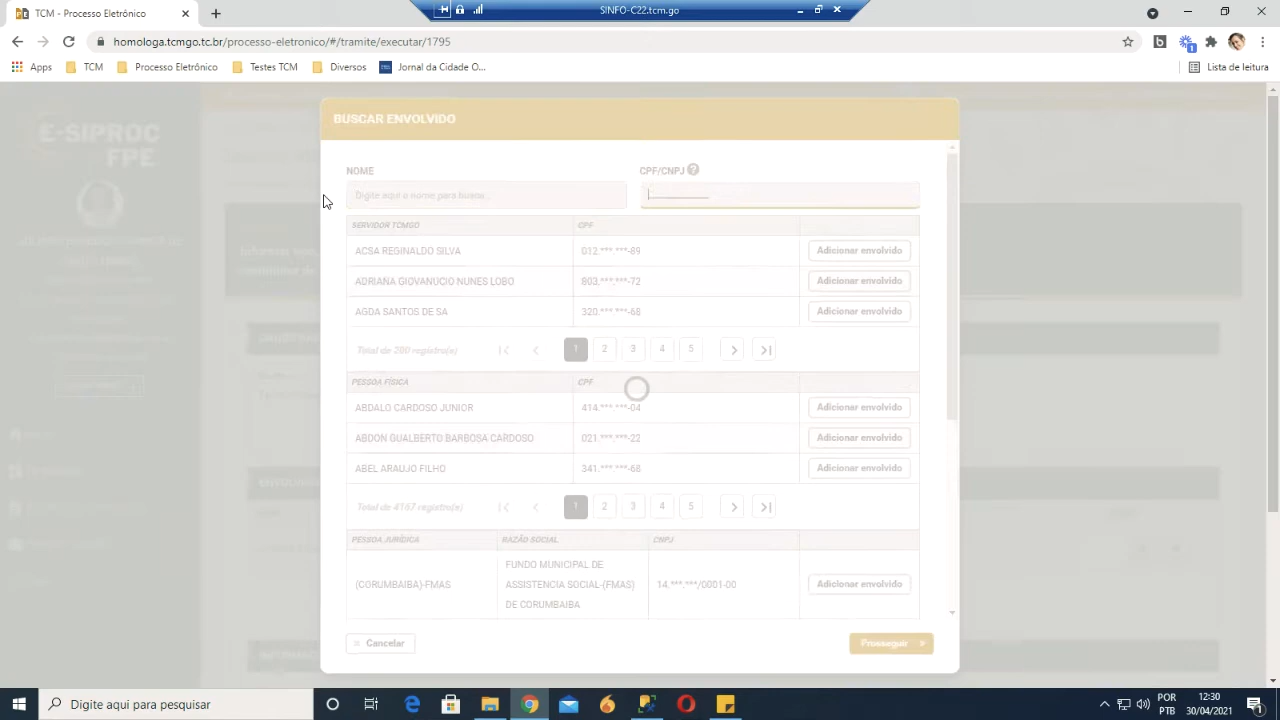 TCM - Processo Eletrônico
SINFO-C22.tcm.go
homologa.tcmgo.tc.br/processo-eletronico/#/tramite/1795
Apps TCM Processo Eletrônico Testes TCM Diversos Jornal da Cidade O... Lista de leitura
E-SIPROC
FPE
BUSCAR ENVOLVIDO
NOME CPF/CNPJ
Digite aqui o nome para buscar...
SERVIDOR TCMGO CPF
ACSA REGINALDO SILVA 012.***.***-89 Adicionar envolvido
ADRIANA GIOVANUCIO NUNES LOBO 803.***.***-72 Adicionar envolvido
AGDA SANTOS DE SA 320.***.***-68 Adicionar envolvido
Total de 200 registro(s) 1 2 3 4 5
PESSOA FÍSICA CPF
ABDALO CARDOSO JUNIOR 414.***.***-04 Adicionar envolvido
ABDON GUALBERTO BARBOSA CARDOSO 021.***.***-22 Adicionar envolvido
ABEL ARAUJO FILHO 341.***.***-68 Adicionar envolvido
Total de 4167 registro(s) 1 2 3 4 5
PESSOA JURÍDICA RAZÃO SOCIAL CNPJ
(CORUMBAIBA)-FMAS FUNDO MUNICIPAL DE ASSISTENCIA SOCIAL-(FMAS) DE CORUMBAIBA 14.***.***/0001-00 Adicionar envolvido
Cancelar Prosseguir
Digite aqui para pesquisar
POR 12:30
PTB 30/04/2021